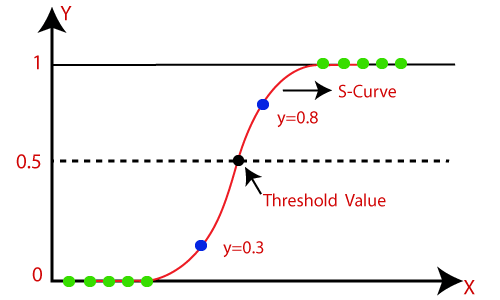 Y
1
S-Curve
y=0.8
0.5
Threshold Value
y=0.3
0
X